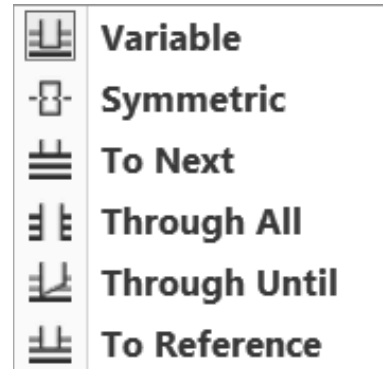 Variable
Symmetric
To Next
Through All
Through Until
To Reference